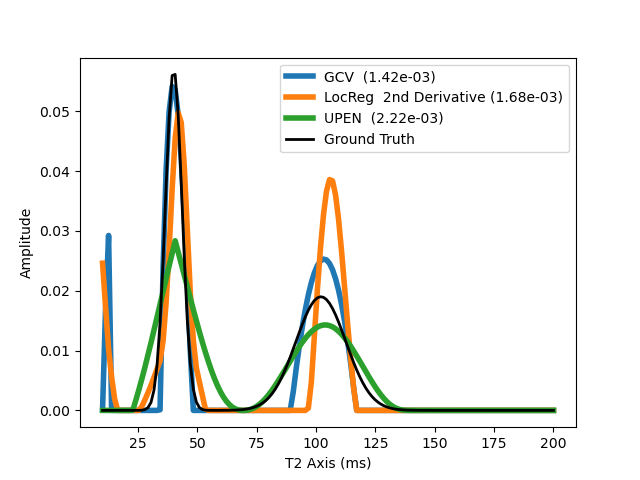 GCV (1.42e-03)
LocReg 2nd Derivative (1.68e-03)
UPEN (2.22e-03)
Ground Truth
0.05
0.04
0.03
0.02
0.01
0.00
Amplitude
25 50 75 100 125 150 175 200
T2 Axis (ms)